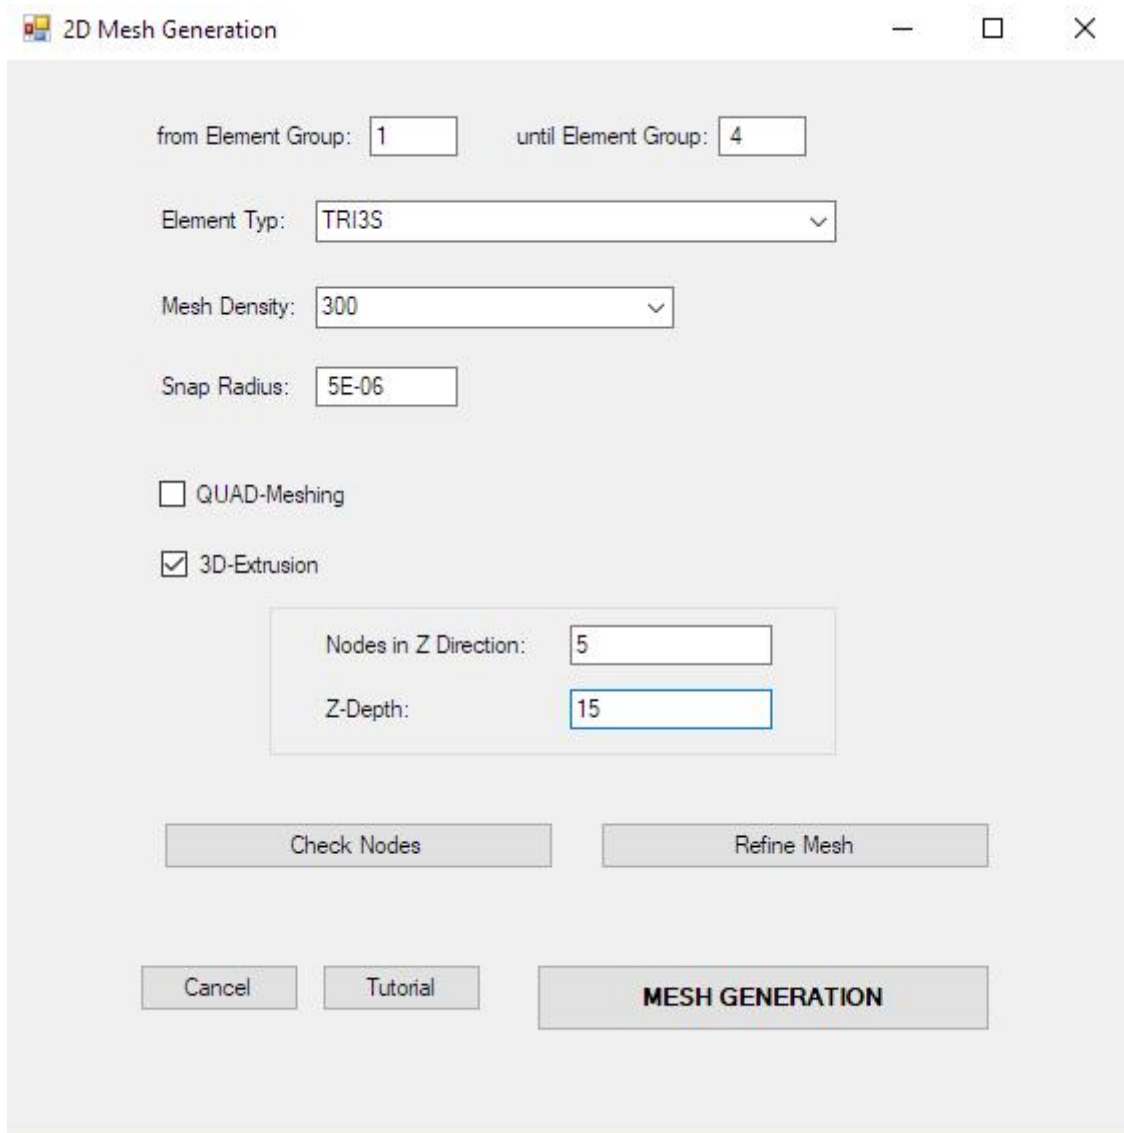 2D Mesh Generation
from Element Group: 1 until Element Group: 4
Element Typ: TRI3S
Mesh Density: 300
Snap Radius: 5E-06
QUAD-Meshing
3D-Extrusion
Nodes in Z Direction: 5
Z-Depth: 15
Check Nodes Refine Mesh
Cancel Tutorial MESH GENERATION